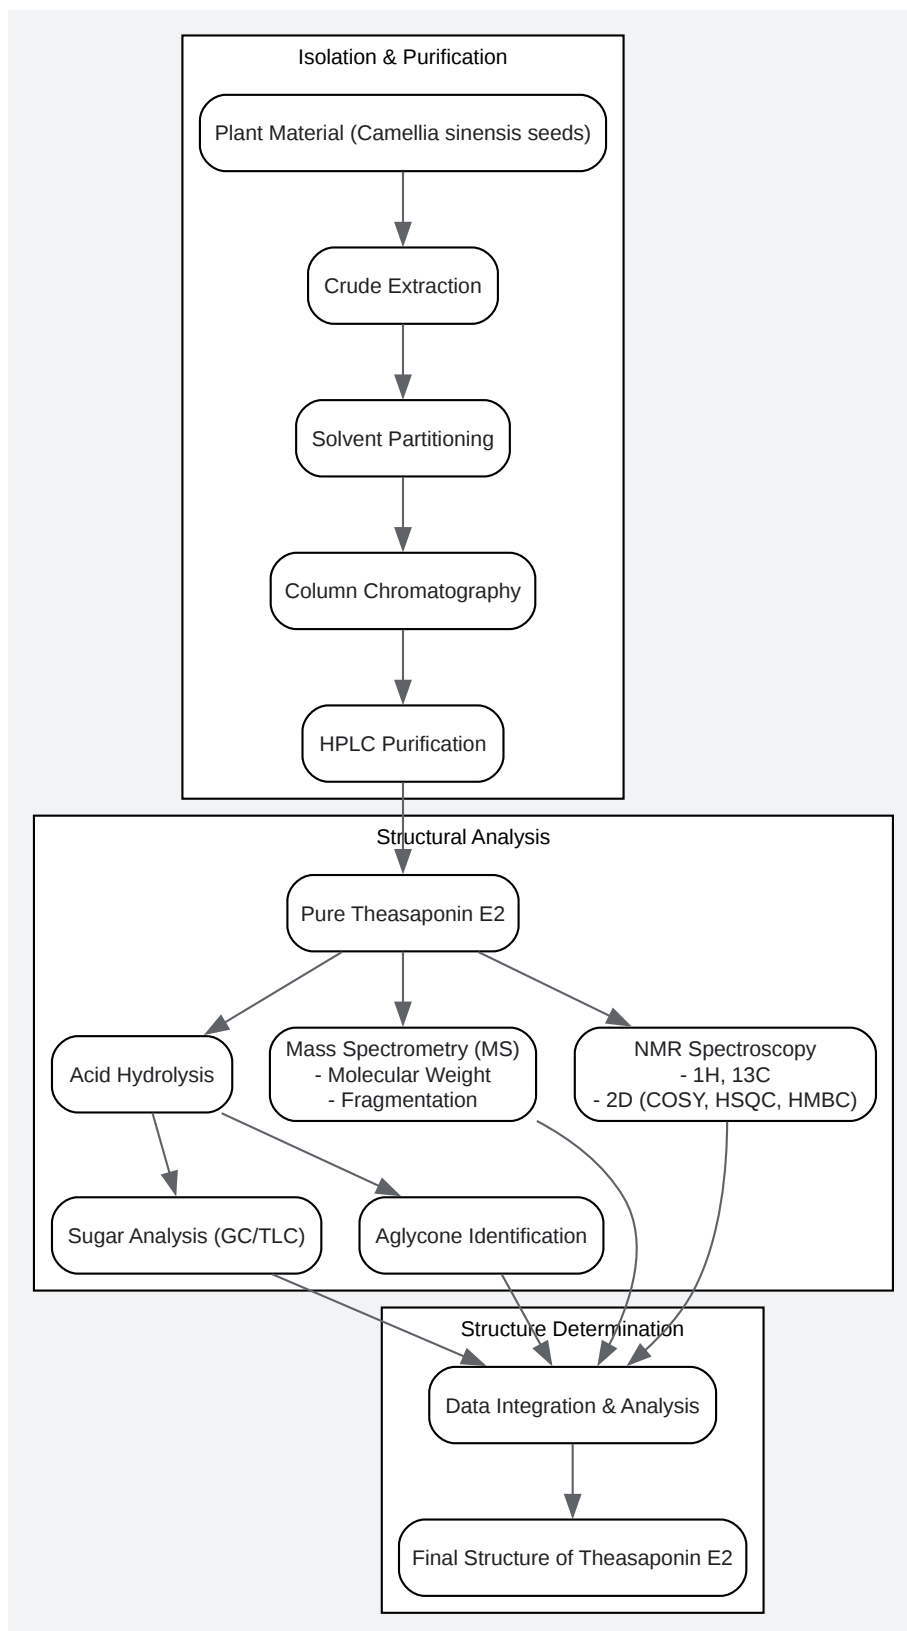 Isolation & Purification
Plant Material (Camellia sinensis seeds)
Crude Extraction
Solvent Partitioning
Column Chromatography
HPLC Purification
Structural Analysis
Pure Theasaponin E2
Acid Hydrolysis
Mass Spectrometry (MS)
- Molecular Weight
- Fragmentation
NMR Spectroscopy
- 1H, 13C
- 2D (COSY, HSQC, HMBC)
Sugar Analysis (GC/TLC)
Aglycone Identification
Structure Determination
Data Integration & Analysis
Final Structure of Theasaponin E2